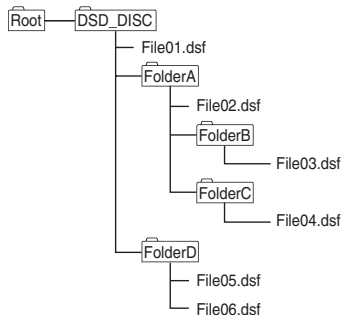 Root DSD_DISC
File01.dsf
FolderA
File02.dsf
FolderB
File03.dsf
FolderC
File04.dsf
FolderD
File05.dsf
File06.dsf